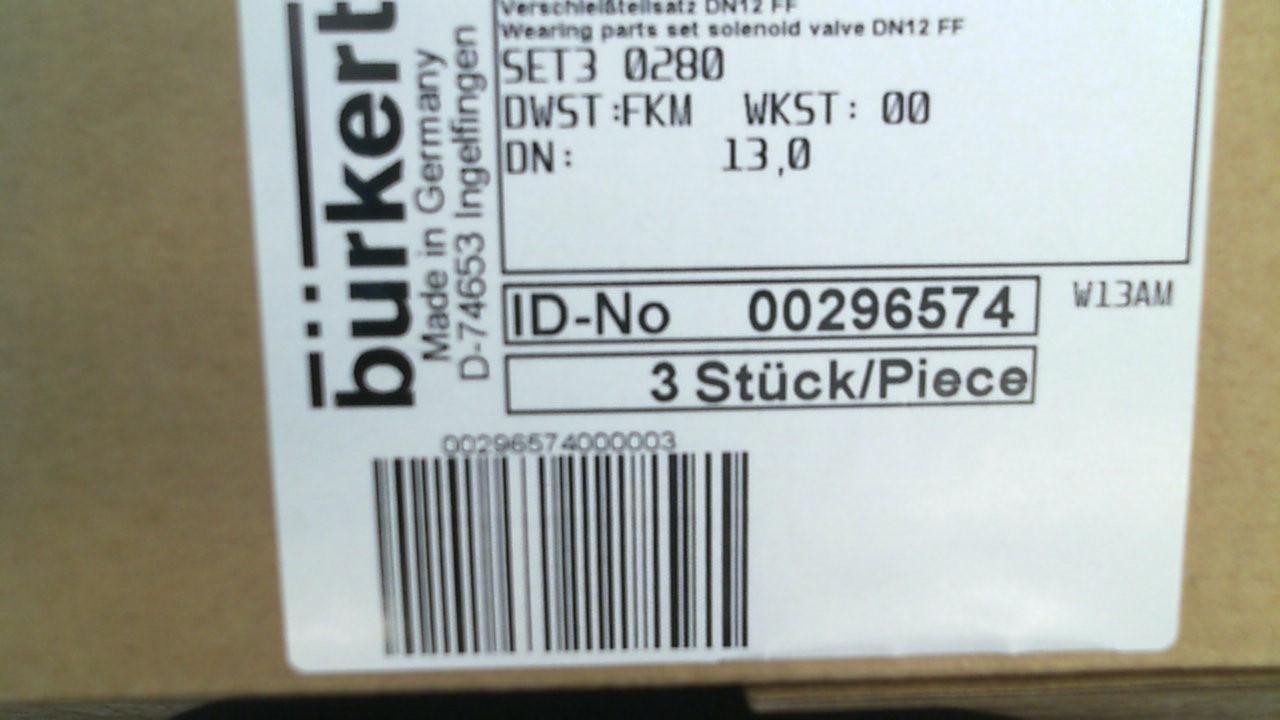 Verschleißteilsatz DN12 FF
Wearing parts set solenoid valve DN12 FF
SET3 0280
DWST:FKM WKST: 00
DN: 13,0
bürkert
Made in Germany
D-74653 Ingelfingen
ID-No 00296574
W13AM
3 Stück/Piece
00296574000003